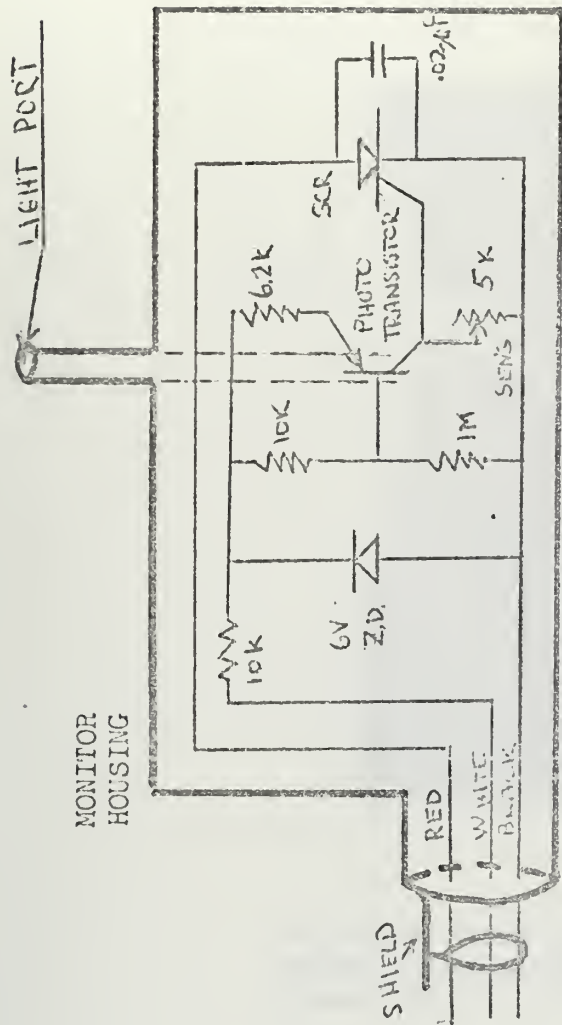 LIGHT PORT
MONITOR
HOUSING
SCR
.02µf
6.2K
PHOTO
TRANSISTOR
10K
5K
SENS
1M
6V
Z.D.
10K
RED
WHITE
BLACK
SHIELD